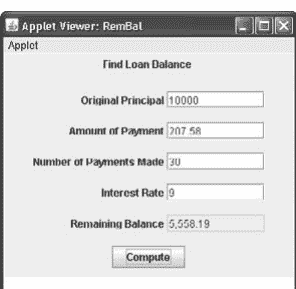 Applet Viewer: RemBal
Applet
Find Loan Balance
Original Principal 10000
Amount of Payment 207.58
Number of Payments Made 30
Interest Rate 9
Remaining Balance 5,558.19
Compute